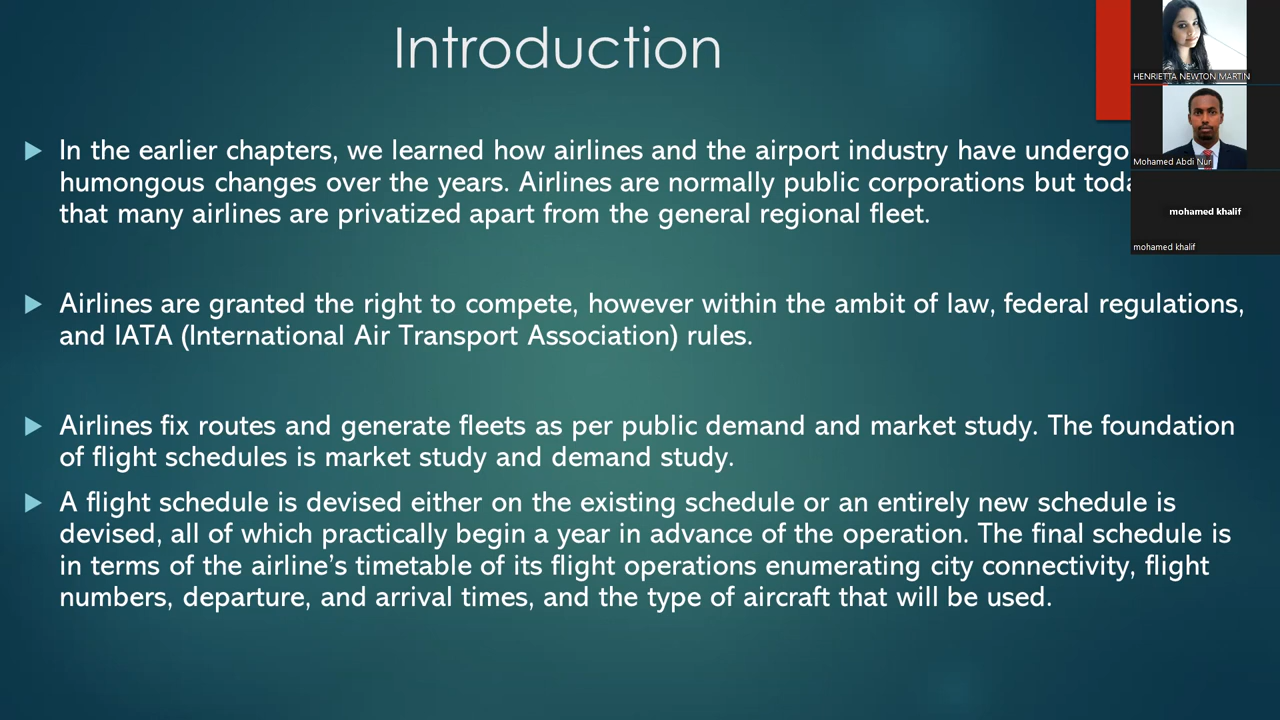 Introduction
In the earlier chapters, we learned how airlines and the airport industry have undergo
humongous changes over the years. Airlines are normally public corporations but toda
that many airlines are privatized apart from the general regional fleet.
Airlines are granted the right to compete, however within the ambit of law, federal regulations,
and IATA (International Air Transport Association) rules.
Airlines fix routes and generate fleets as per public demand and market study. The foundation
of flight schedules is market study and demand study.
A flight schedule is devised either on the existing schedule or an entirely new schedule is
devised, all of which practically begin a year in advance of the operation. The final schedule is
in terms of the airline’s timetable of its flight operations enumerating city connectivity, flight
numbers, departure, and arrival times, and the type of aircraft that will be used.
HENRIETTA NEWTON MARTIN
Mohamed Abdi Nur
mohamed khalif
mohamed khalif